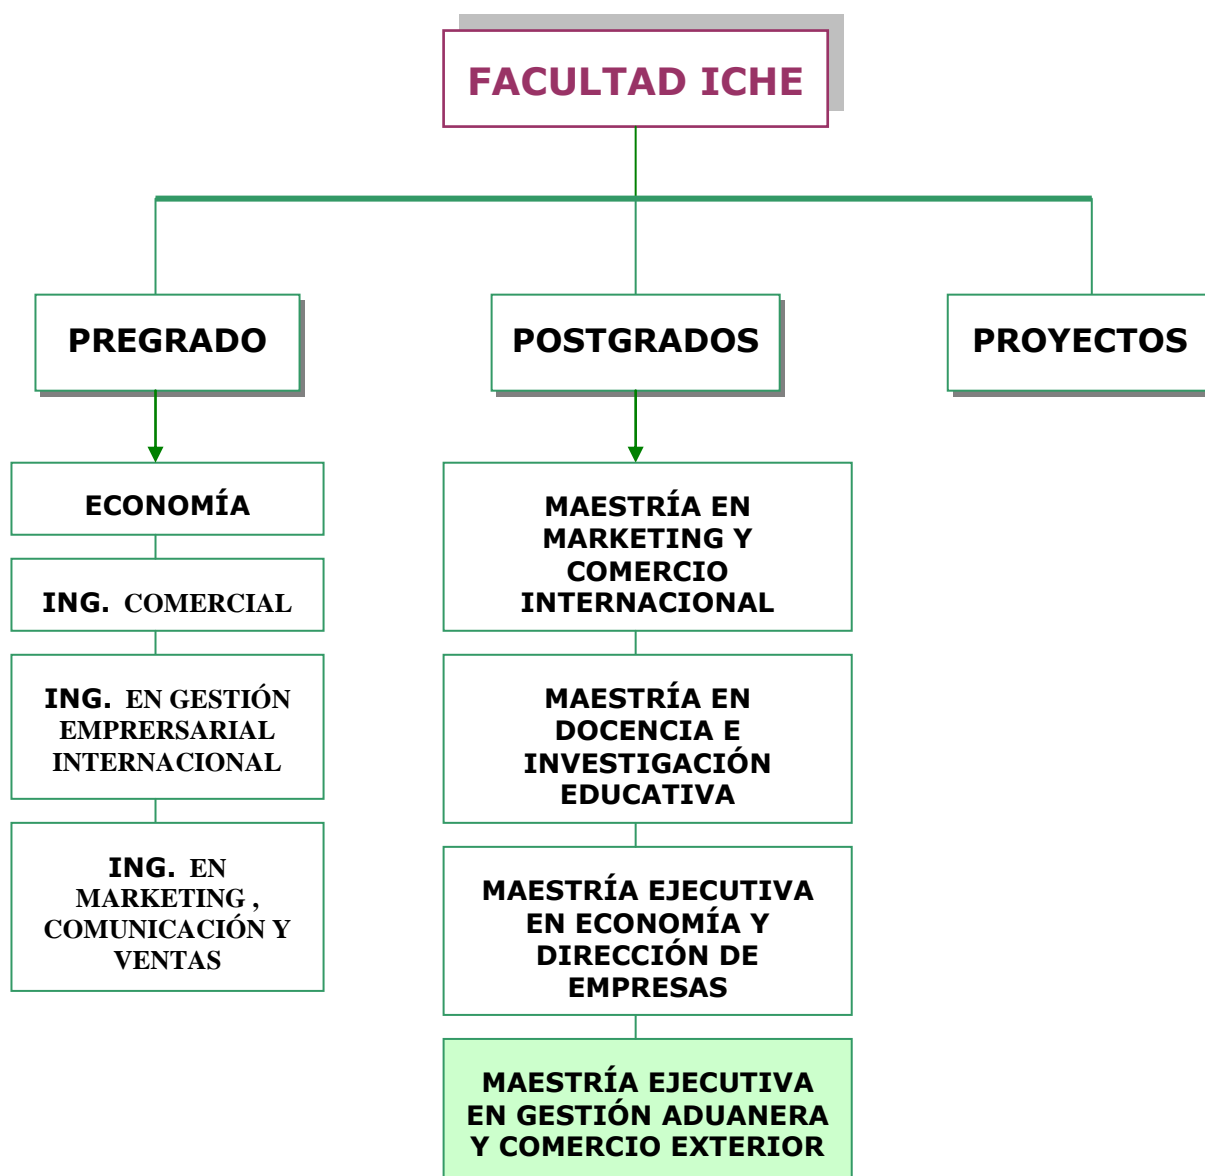 FACULTAD ICHE
PREGRADO
POSTGRADOS
PROYECTOS
ECONOMÍA
ING. COMERCIAL
ING. EN GESTIÓN
EMPRERSARIAL
INTERNACIONAL
ING. EN
MARKETING ,
COMUNICACIÓN Y
VENTAS
MAESTRÍA EN
MARKETING Y
COMERCIO
INTERNACIONAL
MAESTRÍA EN
DOCENCIA E
INVESTIGACIÓN
EDUCATIVA
MAESTRÍA EJECUTIVA
EN ECONOMÍA Y
DIRECCIÓN DE
EMPRESAS
MAESTRÍA EJECUTIVA
EN GESTIÓN ADUANERA
Y COMERCIO EXTERIOR